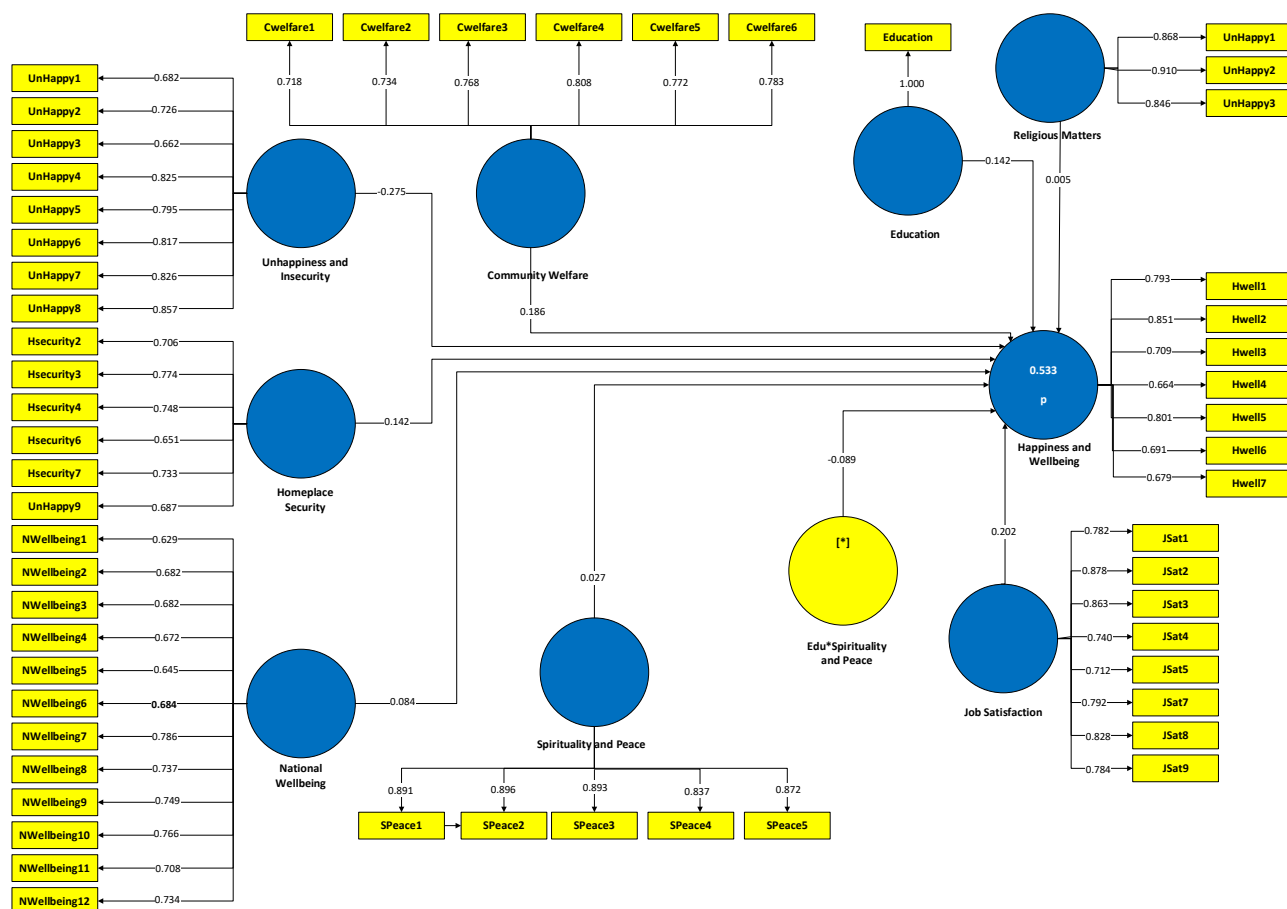 Cwelfare1
Cwelfare2
Cwelfare3
Cwelfare4
Cwelfare5
Cwelfare6
0.718
0.734
0.768
0.808
0.772
0.783
Education
1.000
Education
0.142
0.868
0.910
0.846
UnHappy1
UnHappy2
UnHappy3
Religious Matters
0.005
UnHappy1
0.682
UnHappy2
0.726
UnHappy3
0.662
UnHappy4
0.825
UnHappy5
0.795
UnHappy6
0.817
UnHappy7
0.826
UnHappy8
0.857
Unhappiness and
Insecurity
-0.275
Community Welfare
0.186
Hsecurity2
0.706
Hsecurity3
0.774
Hsecurity4
0.748
Hsecurity6
0.651
Hsecurity7
0.733
UnHappy9
0.687
Homeplace
Security
0.142
NWellbeing1
0.629
NWellbeing2
0.682
NWellbeing3
0.682
NWellbeing4
0.672
NWellbeing5
0.645
NWellbeing6
0.684
NWellbeing7
0.786
NWellbeing8
0.737
NWellbeing9
0.749
NWellbeing10
0.766
NWellbeing11
0.708
NWellbeing12
0.734
National
Wellbeing
0.084
0.027
Spirituality and Peace
0.891
0.896
0.893
0.837
0.872
SPeace1
SPeace2
SPeace3
SPeace4
SPeace5
0.533
p
Happiness and
Wellbeing
0.793
Hwell1
0.851
Hwell2
0.709
Hwell3
0.664
Hwell4
0.801
Hwell5
0.691
Hwell6
0.679
Hwell7
-0.089
[*]
Edu*Spirituality
and Peace
0.202
Job Satisfaction
0.782
JSat1
0.878
JSat2
0.863
JSat3
0.740
JSat4
0.712
JSat5
0.792
JSat7
0.828
JSat8
0.784
JSat9